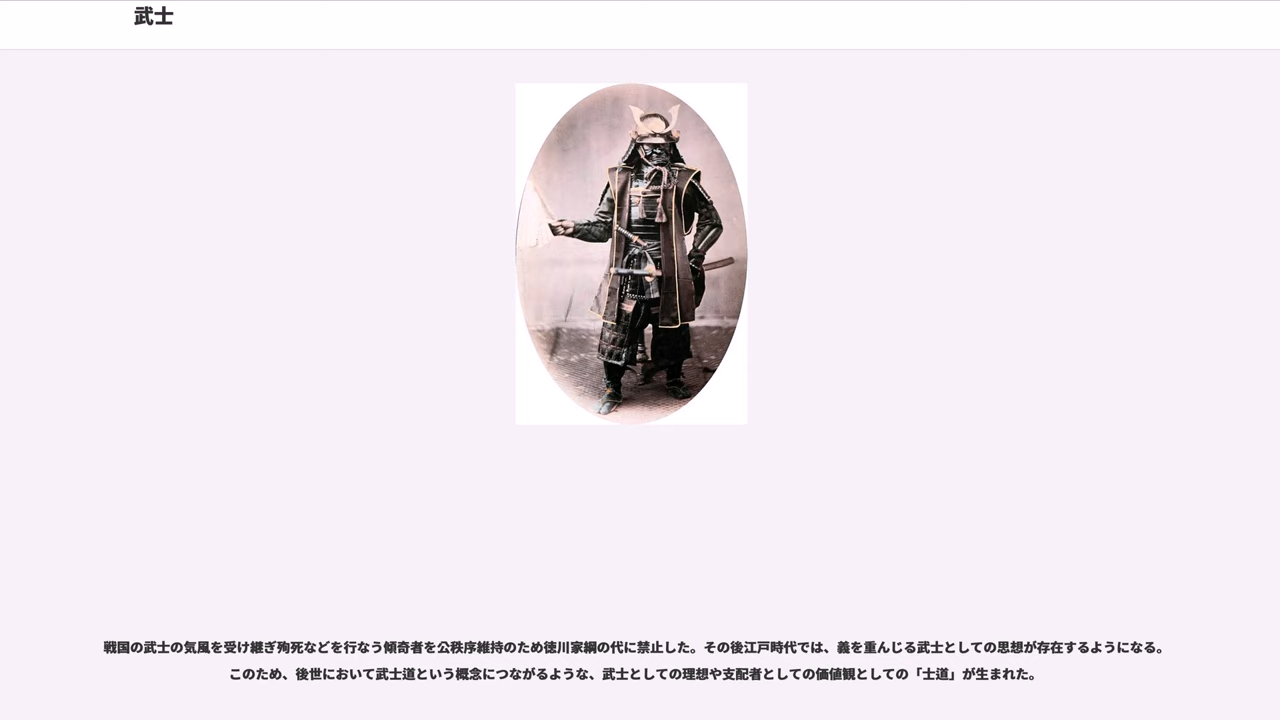 武士
戦国の武士の気風を受け継ぎ殉死などを行なう傾奇者を公秩序維持のため徳川家綱の代に禁止した。その後江戸時代では、義を重んじる武士としての思想が存在するようになる。
このため、後世において武士道という概念につながるような、武士としての理想や支配者としての価値観としての「士道」が生まれた。